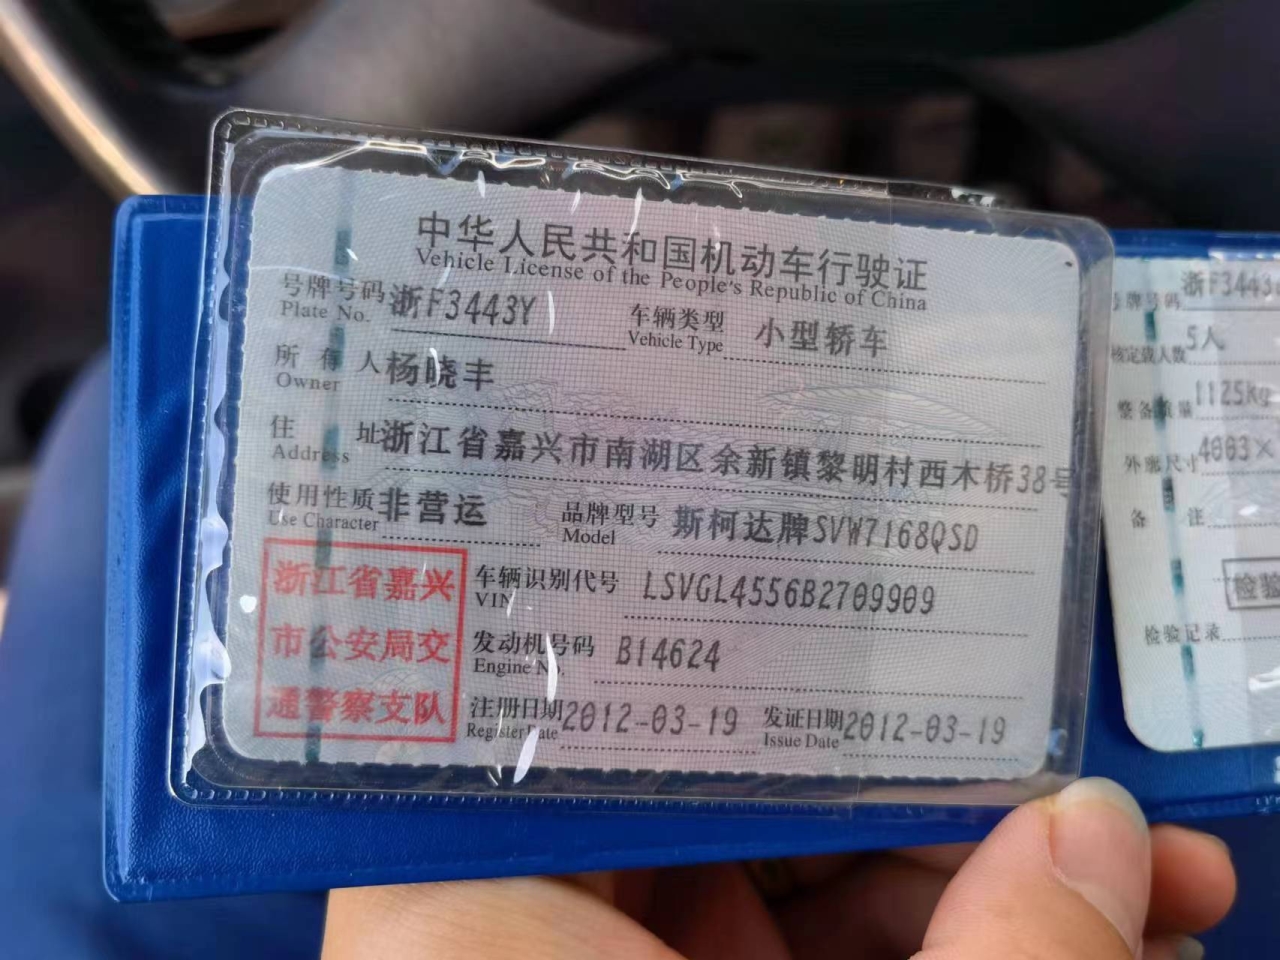 中华人民共和国机动车行驶证
Vehicle License of the People's Republic of China
号牌号码 浙F3443Y 车辆类型 小型轿车
Plate No. Vehicle Type
所有人 杨晓丰
Owner
住址 浙江省嘉兴市南湖区余新镇黎明村西木桥38号
Address
使用性质 非营运 品牌型号 斯柯达牌SVW7168QSD
Use Character Model
浙江省嘉兴
市公安局交
通警察支队
车辆识别代号 LSVGL4556B2709909
VIN
发动机号码 B14624
Engine No.
注册日期 2012-03-19 发证日期 2012-03-19
Register Date Issue Date
号牌号码 浙F3443
核定载人数 5人
整备质量 1125kg
外廓尺寸 4003×
备注
检验
检验记录